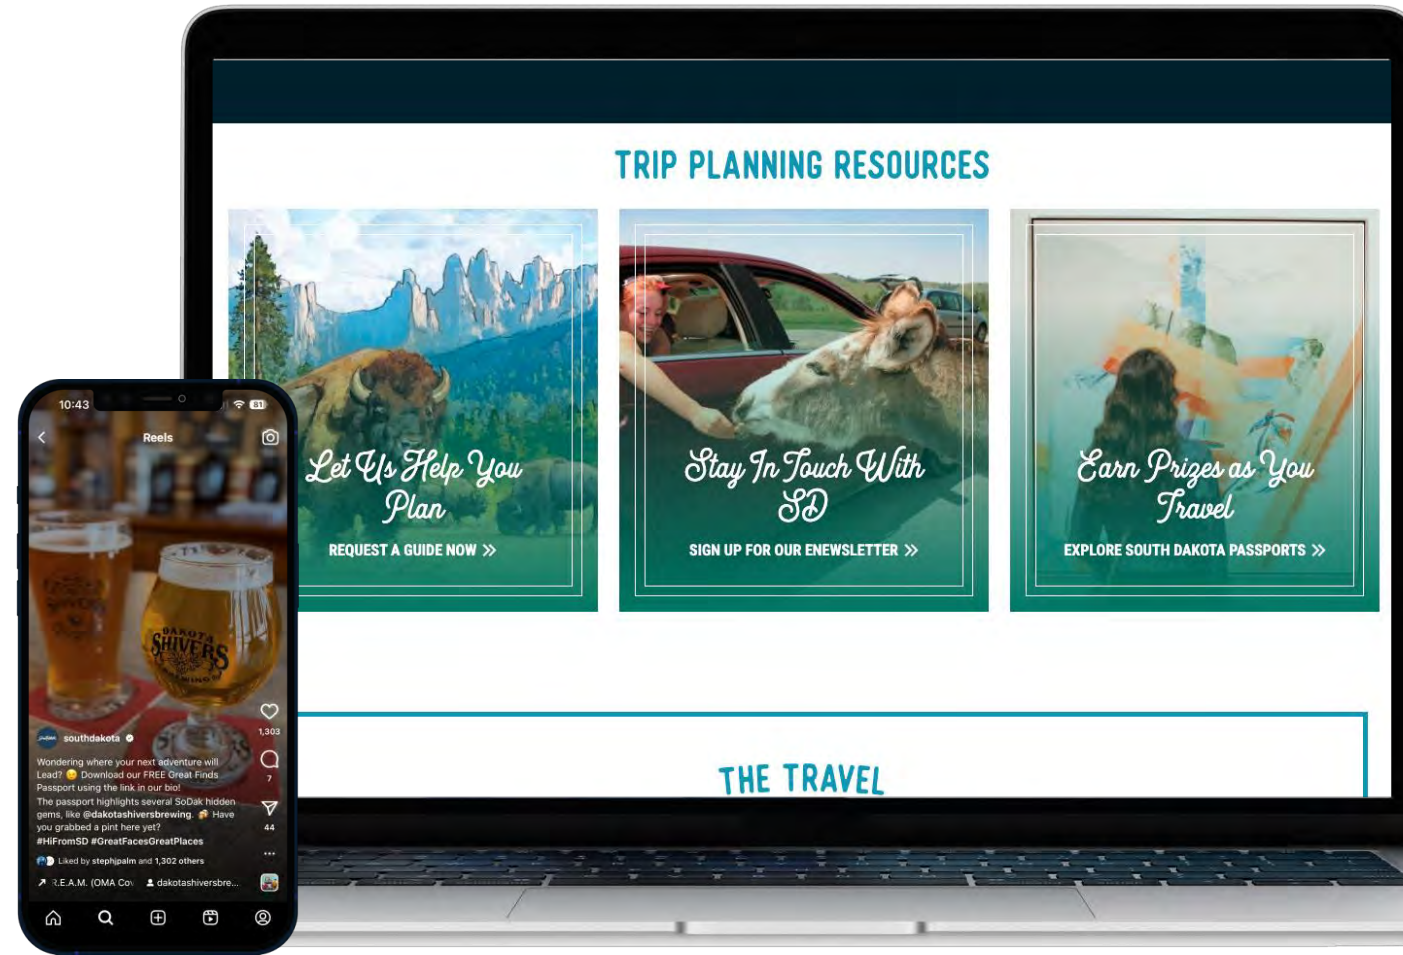 TRIP PLANNING RESOURCES
Let Us Help You
Plan
REQUEST A GUIDE NOW »
Stay In Touch With
SD
SIGN UP FOR OUR ENEWSLETTER »
Earn Prizes as You
Travel
EXPLORE SOUTH DAKOTA PASSPORTS »
THE TRAVEL
10:43
81
Reels
DAKOTA
SHIVERS
BREWING
1,303
southdakota
7
Wondering where your next adventure will
Lead? 🤔 Download our FREE Great Finds
Passport using the link in our bio!
The passport highlights several SoDak hidden
gems, like @dakotashiversbrewing. 🍻 Have
you grabbed a pint here yet?
44
#HiFromSD #GreatFacesGreatPlaces
Liked by stephjpalm and 1,302 others
R.E.A.M. (OMA Cov
dakotashiversbre...